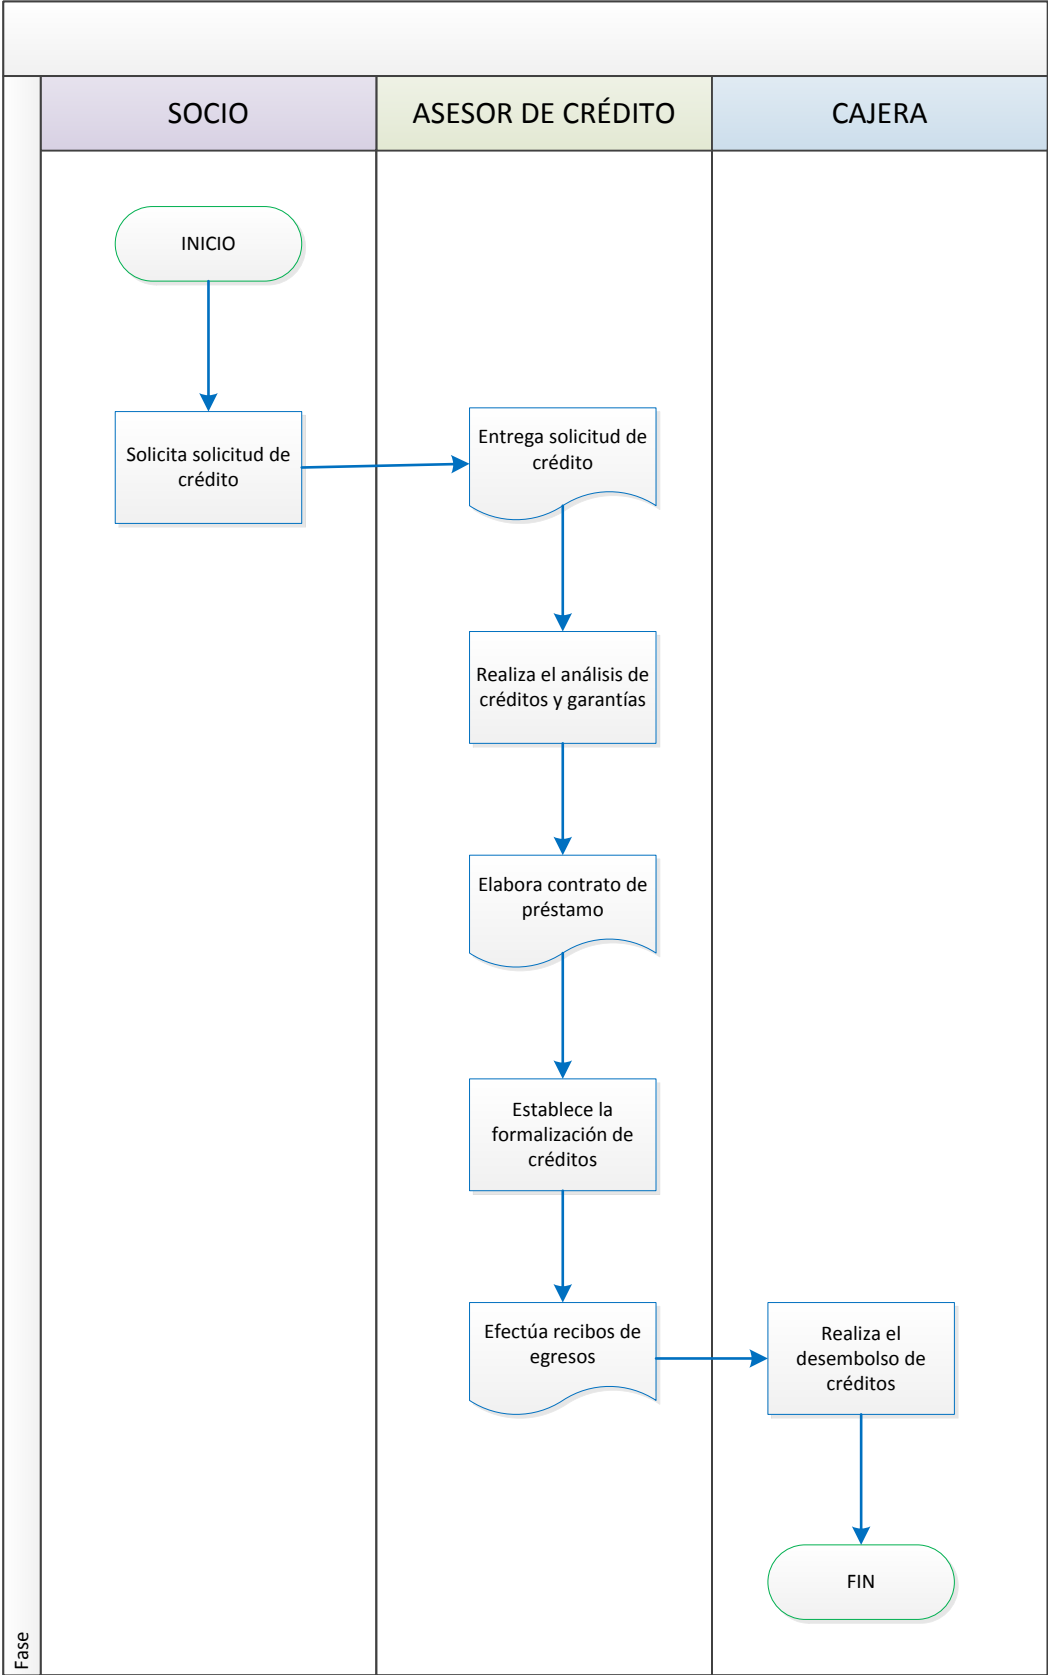 SOCIO
ASESOR DE CRÉDITO
CAJERA
INICIO
Solicita solicitud de
crédito
Entrega solicitud de
crédito
Realiza el análisis de
créditos y garantías
Elabora contrato de
préstamo
Establece la
formalización de
créditos
Efectúa recibos de
egresos
Realiza el
desembolso de
créditos
FIN
Fase